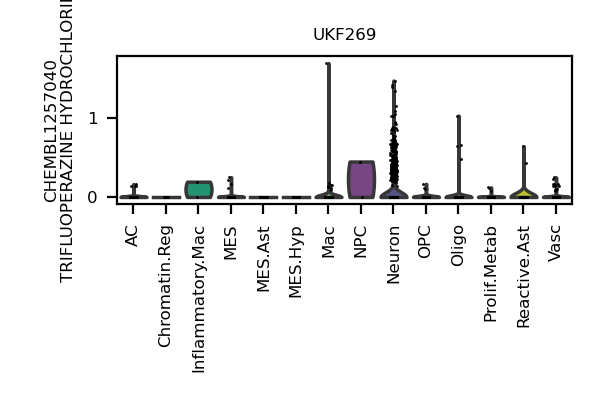 UKF269
CHEMBL1257040
TRIFLUOPERAZINE HYDROCHLORI
1
0
AC
Chromatin.Reg
Inflammatory.Mac
MES
MES.Ast
MES.Hyp
Mac
NPC
Neuron
OPC
Oligo
Prolif.Metab
Reactive.Ast
Vasc